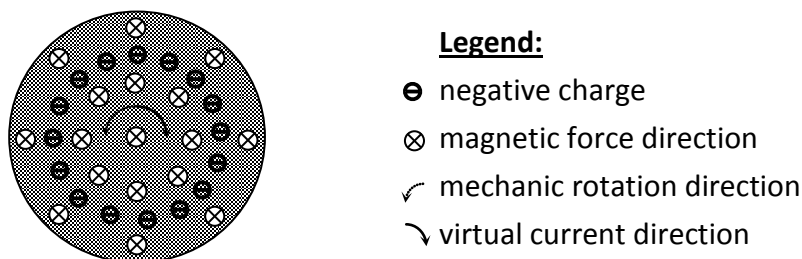 Legend:
negative charge
magnetic force direction
mechanic rotation direction
virtual current direction